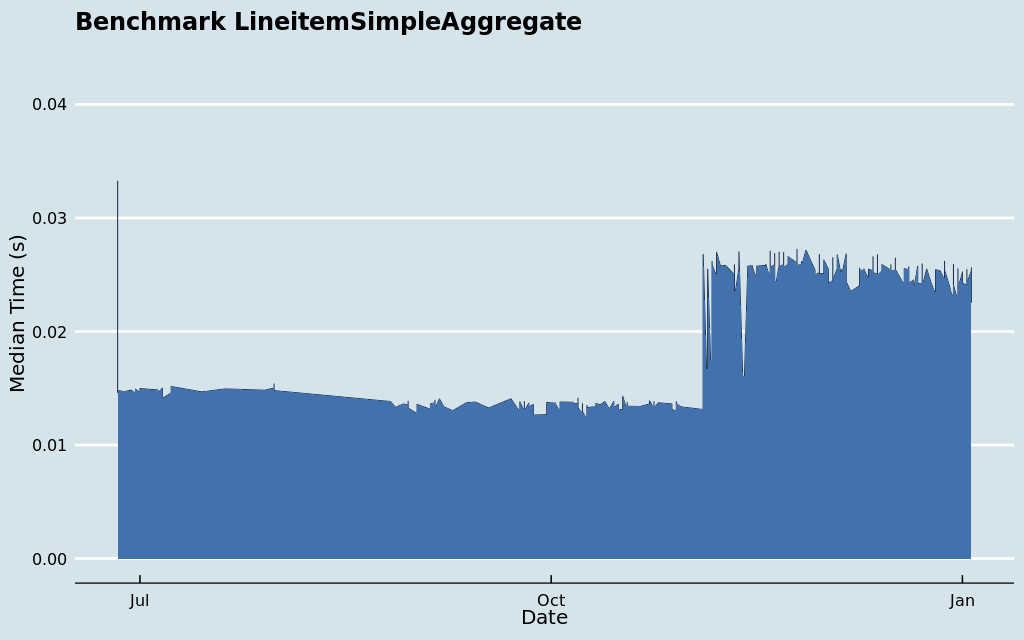 Benchmark LineitemSimpleAggregate
Median Time (s)
0.04
0.03
0.02
0.01
0.00
Jul
Oct
Jan
Date